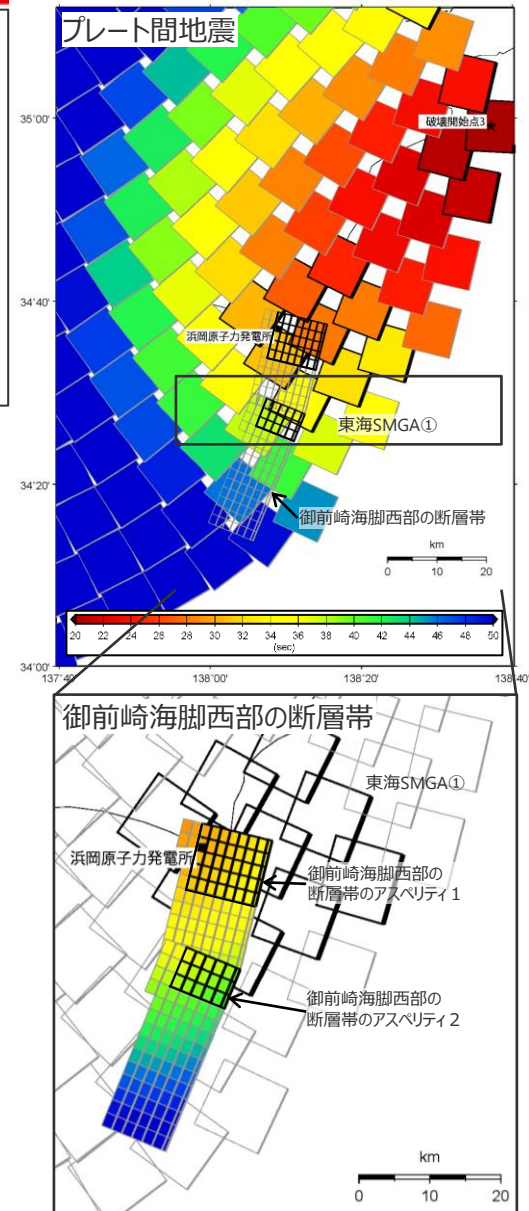 プレート間地震
35°00'
破壊開始点3
34°40'
浜岡原子力発電所
東海SMGA①
34°20'
御前崎海脚西部の断層帯
km
0 10 20
20 22 24 26 28 30 32 34 36 38 40 42 44 46 48 50
(sec)
34°00'
137°40' 138°00' 138°20' 138°40'
御前崎海脚西部の断層帯
東海SMGA①
浜岡原子力発電所
御前崎海脚西部の
断層帯のアスペリティ1
御前崎海脚西部の
断層帯のアスペリティ2
km
0 10 20